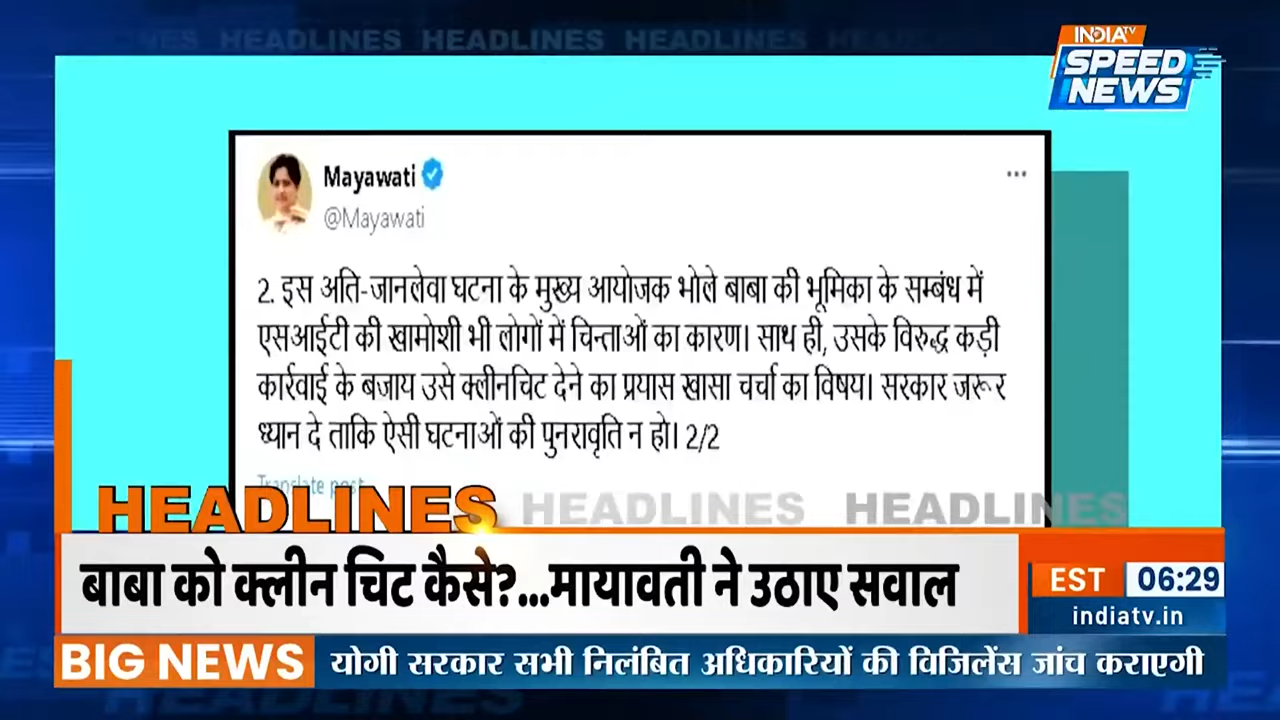 HEADLINES HEADLINES HEADLINES HEADLINES
INDIA TV
SPEED
NEWS
Mayawati
@Mayawati
2. इस अति-जानलेवा घटना के मुख्य आयोजक भोले बाबा की भूमिका के सम्बंध में
एसआईटी की खामोशी भी लोगों में चिन्ताओं का कारण। साथ ही, उसके विरुद्ध कड़ी
कार्रवाई के बजाय उसे क्लीनचिट देने का प्रयास खासा चर्चा का विषय। सरकार जरूर
ध्यान दे ताकि ऐसी घटनाओं की पुनरावृति न हो। 2/2
Translate post
HEADLINES HEADLINES HEADLINES
बाबा को क्लीन चिट कैसे?...मायावती ने उठाए सवाल
EST 06:29
indiatv.in
BIG NEWS योगी सरकार सभी निलंबित अधिकारियों की विजिलेंस जांच कराएगी